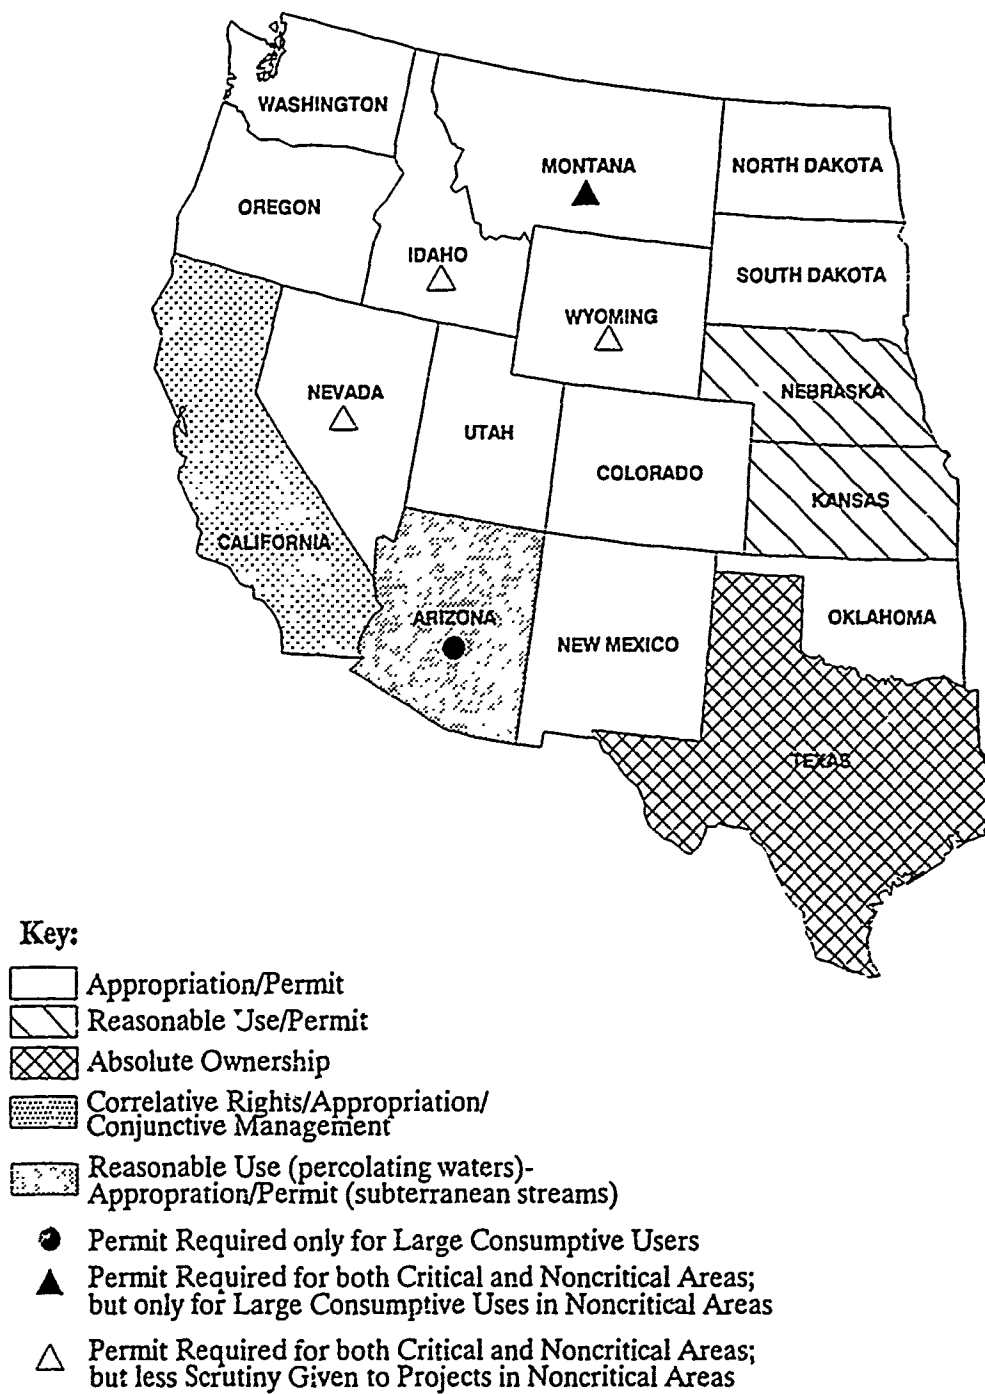 WASHINGTON
MONTANA
NORTH DAKOTA
OREGON
IDAHO
SOUTH DAKOTA
WYOMING
NEVADA
NEBRASKA
UTAH
COLORADO
KANSAS
CALIFORNIA
ARIZONA
OKLAHOMA
NEW MEXICO
TEXAS
Key:
Appropriation/Permit
Reasonable Use/Permit
Absolute Ownership
Correlative Rights/Appropriation/
Conjunctive Management
Reasonable Use (percolating waters)-
Appropration/Permit (subterranean streams)
Permit Required only for Large Consumptive Users
Permit Required for both Critical and Noncritical Areas;
but only for Large Consumptive Uses in Noncritical Areas
Permit Required for both Critical and Noncritical Areas;
but less Scrutiny Given to Projects in Noncritical Areas